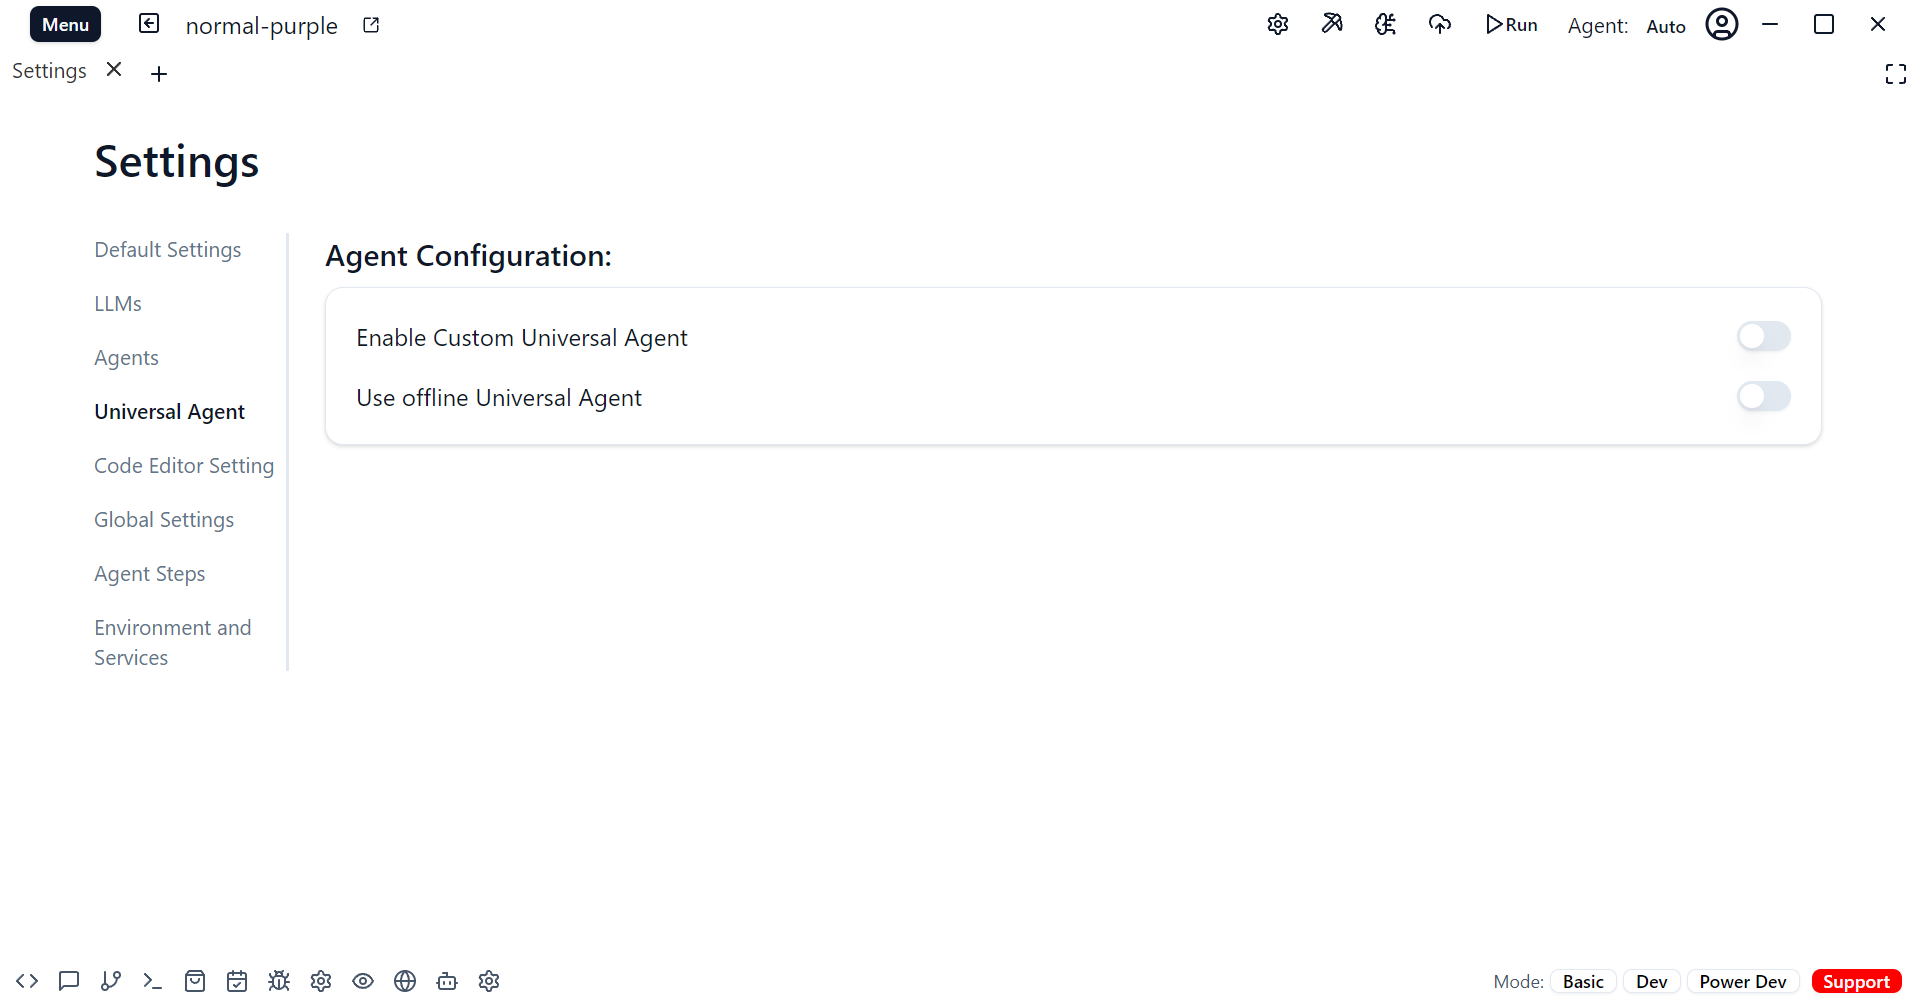 Menu normal-purple Run Agent: Auto
Settings
Settings
Default Settings
LLMs
Agents
Universal Agent
Code Editor Setting
Global Settings
Agent Steps
Environment and
Services
Agent Configuration:
Enable Custom Universal Agent
Use offline Universal Agent
Mode: Basic Dev Power Dev Support